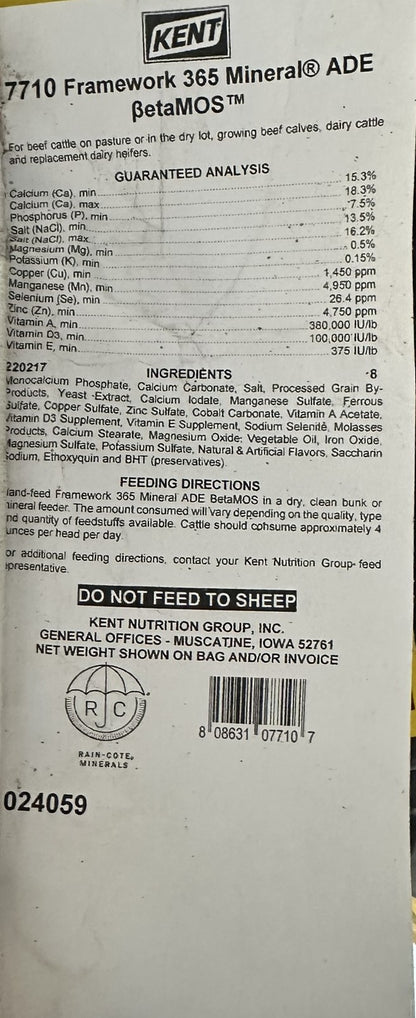 KENT
7710 Framework 365 Mineral® ADE
βetaMOS™
For beef cattle on pasture or in the dry lot, growing beef calves, dairy cattle
and replacement dairy heifers.
GUARANTEED ANALYSIS
Calcium (Ca), min 15.3%
Calcium (Ca), max 18.3%
Phosphorus (P), min 7.5%
Salt (NaCl), min 13.5%
Salt (NaCl), max 16.2%
Magnesium (Mg), min 0.5%
Potassium (K), min 0.15%
Copper (Cu), min 1,450 ppm
Manganese (Mn), min 4,950 ppm
Selenium (Se), min 26.4 ppm
Zinc (Zn), min 4,750 ppm
Vitamin A, min 380,000 IU/lb
Vitamin D3, min 100,000 IU/lb
Vitamin E, min 375 IU/lb
220217 INGREDIENTS -8
Monocalcium Phosphate, Calcium Carbonate, Salt, Processed Grain By-
Products, Yeast Extract, Calcium Iodate, Manganese Sulfate, Ferrous
Sulfate, Copper Sulfate, Zinc Sulfate, Cobalt Carbonate, Vitamin A Acetate,
Vitamin D3 Supplement, Vitamin E Supplement, Sodium Selenite, Molasses
Products, Calcium Stearate, Magnesium Oxide, Vegetable Oil, Iron Oxide,
Magnesium Sulfate, Potassium Sulfate, Natural & Artificial Flavors, Saccharin
Sodium, Ethoxyquin and BHT (preservatives).
FEEDING DIRECTIONS
Hand-feed Framework 365 Mineral ADE BetaMOS in a dry, clean bunk or
mineral feeder. The amount consumed will vary depending on the quality, type
and quantity of feedstuffs available. Cattle should consume approximately 4
ounces per head per day.
For additional feeding directions, contact your Kent Nutrition Group feed
representative.
DO NOT FEED TO SHEEP
KENT NUTRITION GROUP, INC.
GENERAL OFFICES - MUSCATINE, IOWA 52761
NET WEIGHT SHOWN ON BAG AND/OR INVOICE
R J C
RAIN-COTE®
MINERALS
8 08631 07710 7
024059